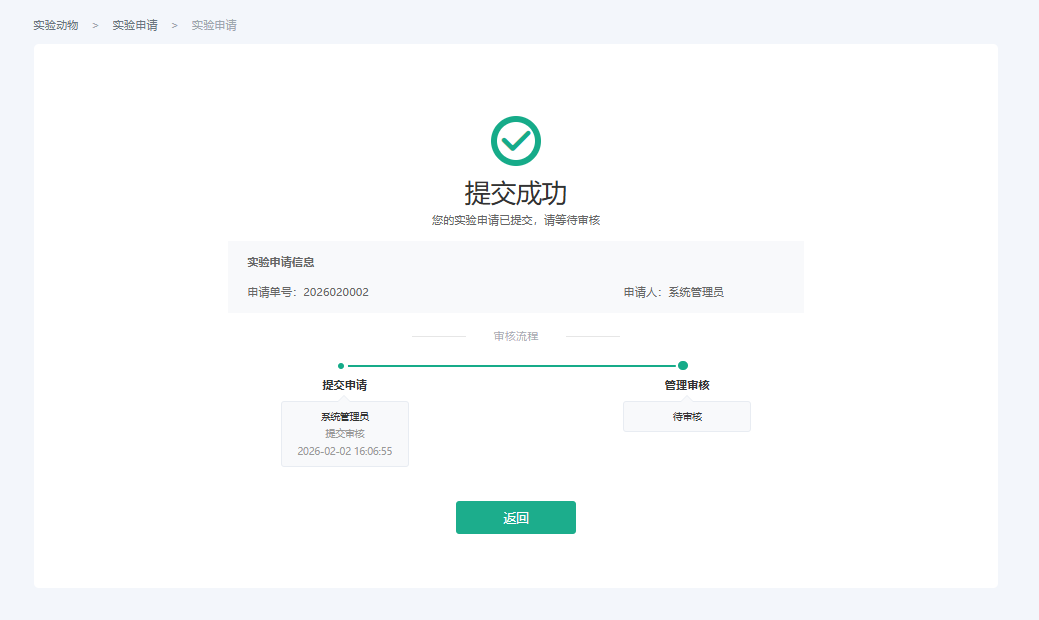 实验动物 > 实验申请 > 实验申请
提交成功
您的实验申请已提交，请等待审核
实验申请信息
申请单号：2026020002 申请人：系统管理员
审核流程
提交申请 管理审核
系统管理员 待审核
提交审核
2026-02-02 16:06:55
返回